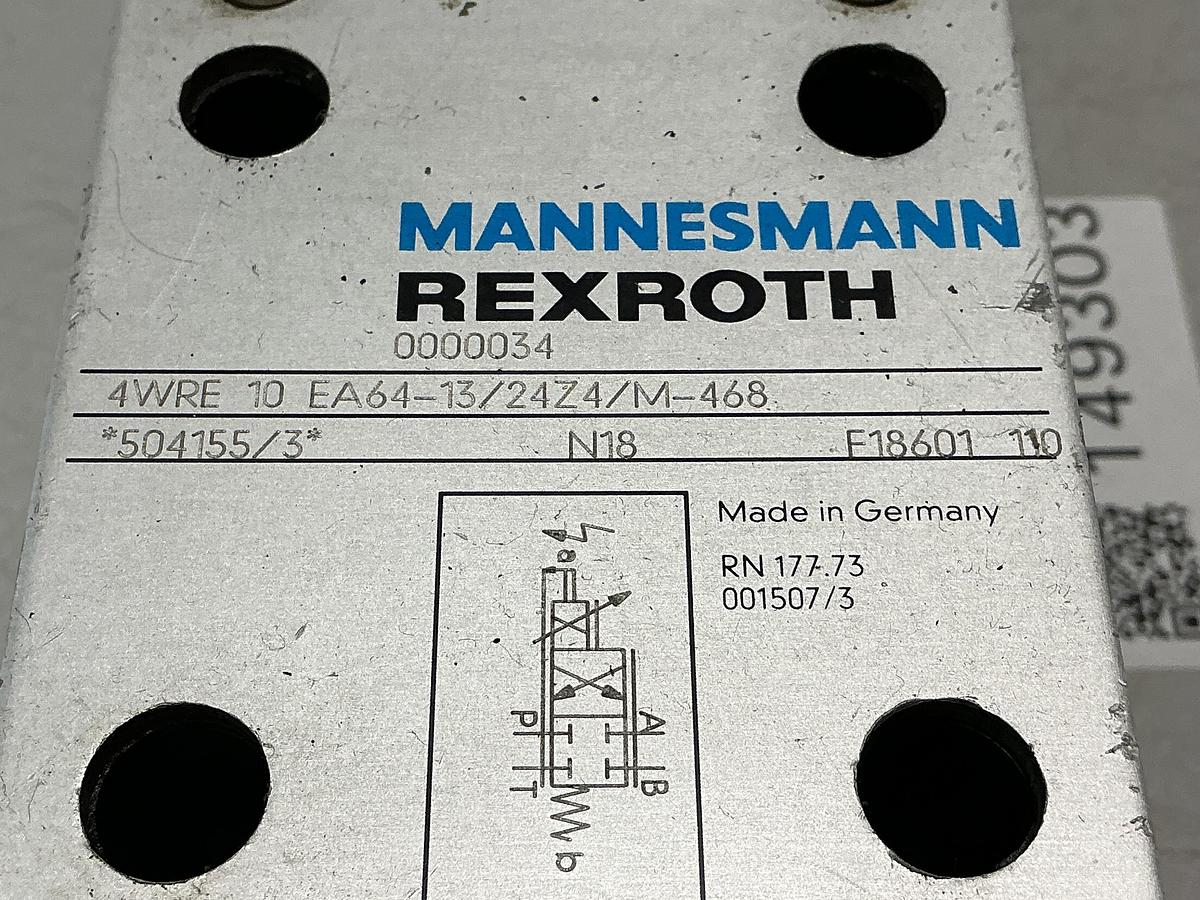 MANNESMANN
REXROTH
0000034
4WRE 10 EA64-13/24Z4/M-468
*504155/3* N18 F18601 110
Made in Germany
RN 177.73
001507/3
a
P A
T B
b
149303